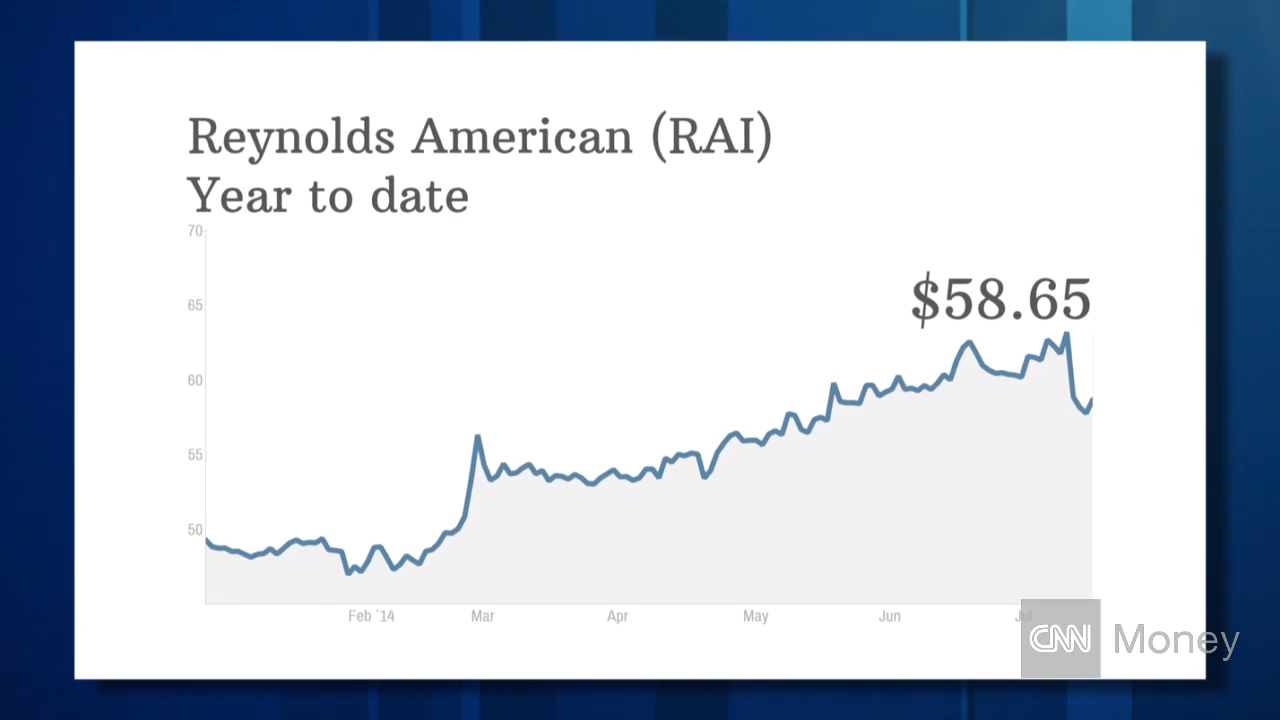 Reynolds American (RAI)
Year to date
$58.65
70
65
60
55
50
Feb `14 Mar Apr May Jun Jul
CNN Money